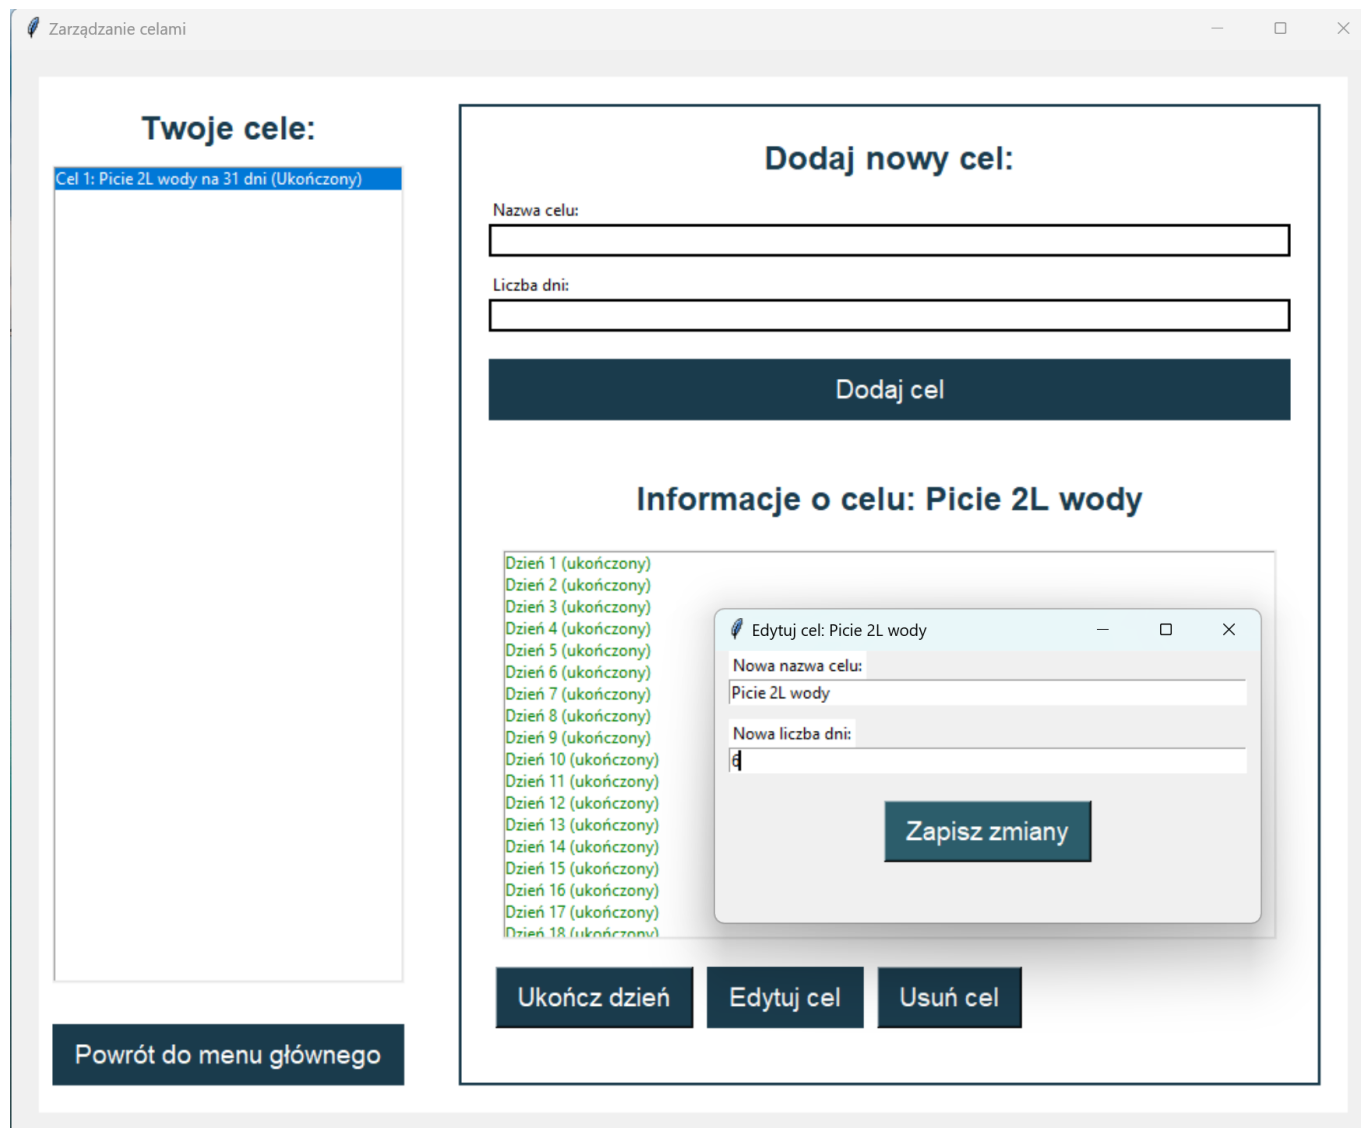 Zarządzanie celami
Twoje cele:
Cel 1: Picie 2L wody na 31 dni (Ukończony)
Powrót do menu głównego
Dodaj nowy cel:
Nazwa celu:
Liczba dni:
Dodaj cel
Informacje o celu: Picie 2L wody
Dzień 1 (ukończony)
Dzień 2 (ukończony)
Dzień 3 (ukończony)
Dzień 4 (ukończony)
Dzień 5 (ukończony)
Dzień 6 (ukończony)
Dzień 7 (ukończony)
Dzień 8 (ukończony)
Dzień 9 (ukończony)
Dzień 10 (ukończony)
Dzień 11 (ukończony)
Dzień 12 (ukończony)
Dzień 13 (ukończony)
Dzień 14 (ukończony)
Dzień 15 (ukończony)
Dzień 16 (ukończony)
Dzień 17 (ukończony)
Dzień 18 (ukończony)
Edytuj cel: Picie 2L wody
Nowa nazwa celu:
Picie 2L wody
Nowa liczba dni:
6
Zapisz zmiany
Ukończ dzień
Edytuj cel
Usuń cel